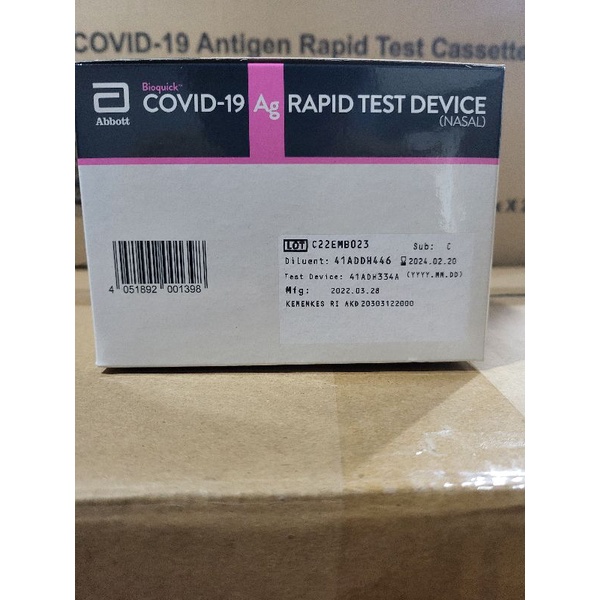 COVID-19 Antigen Rapid Test Cassette
Bioquick™
Abbott
COVID-19 Ag RAPID TEST DEVICE
(NASAL)
LOT C22EMB023 Sub: C
Diluent: 41ADDH446 2024.02.20
Test Device: 41ADH334A (YYYY.MM.DD)
Mfg: 2022.03.28
KEMENKES RI AKD 20303122000
4 051892 001398